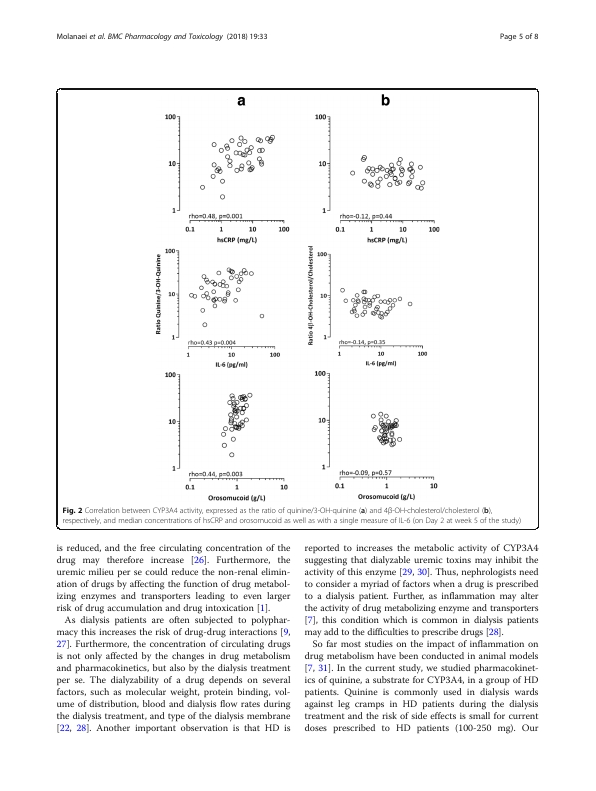 Molanaei et al. BMC Pharmacology and Toxicology (2018) 19:33
Page 5 of 8
a
b
100
10
1
rho=0.48, p=0.001
0.1 1 10 100
hsCRP (mg/L)
100
10
1
rho=-0.12, p=0.44
0.1 1 10 100
hsCRP (mg/L)
Ratio Quinine/3-OH-Quinine
100
10
1
rho=0.43 p=0.004
1 10 100
IL-6 (pg/ml)
Ratio 4β-OH-Cholesterol/Cholesterol
100
10
1
rho=-0.14, p=0.35
1 10 100
IL-6 (pg/ml)
100
10
1
rho=0.44, p=0.003
0.1 1 10
Orosomucoid (g/L)
100
10
1
rho=-0.09, p=0.57
0.1 1 10
Orosomucoid (g/L)
Fig. 2 Correlation between CYP3A4 activity, expressed as the ratio of quinine/3-OH-quinine (a) and 4β-OH-cholesterol/cholesterol (b),
respectively, and median concentrations of hsCRP and orosomucoid as well as with a single measure of IL-6 (on Day 2 at week 5 of the study)
is reduced, and the free circulating concentration of the
drug may therefore increase [26]. Furthermore, the
uremic milieu per se could reduce the non-renal elimin-
ation of drugs by affecting the function of drug metabol-
izing enzymes and transporters leading to even larger
risk of drug accumulation and drug intoxication [1].
As dialysis patients are often subjected to polyphar-
macy this increases the risk of drug-drug interactions [9,
27]. Furthermore, the concentration of circulating drugs
is not only affected by the changes in drug metabolism
and pharmacokinetics, but also by the dialysis treatment
per se. The dialyzability of a drug depends on several
factors, such as molecular weight, protein binding, vol-
ume of distribution, blood and dialysis flow rates during
the dialysis treatment, and type of the dialysis membrane
[22, 28]. Another important observation is that HD is
reported to increases the metabolic activity of CYP3A4
suggesting that dialyzable uremic toxins may inhibit the
activity of this enzyme [29, 30]. Thus, nephrologists need
to consider a myriad of factors when a drug is prescribed
to a dialysis patient. Further, as inflammation may alter
the activity of drug metabolizing enzyme and transporters
[7], this condition which is common in dialysis patients
may add to the difficulties to prescribe drugs [28].
So far most studies on the impact of inflammation on
drug metabolism have been conducted in animal models
[7, 31]. In the current study, we studied pharmacokinet-
ics of quinine, a substrate for CYP3A4, in a group of HD
patients. Quinine is commonly used in dialysis wards
against leg cramps in HD patients during the dialysis
treatment and the risk of side effects is small for current
doses prescribed to HD patients (100-250 mg). Our